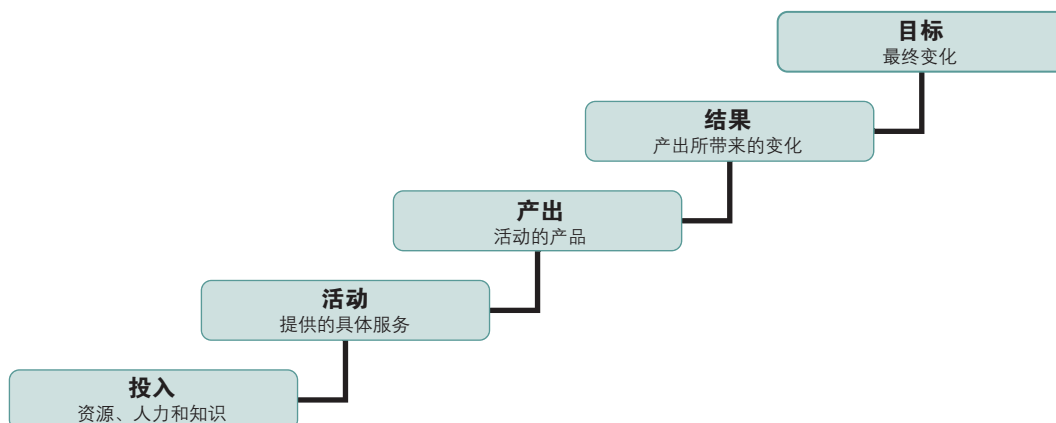 目标
最终变化
结果
产出所带来的变化
产出
活动的产品
活动
提供的具体服务
投入
资源、人力和知识